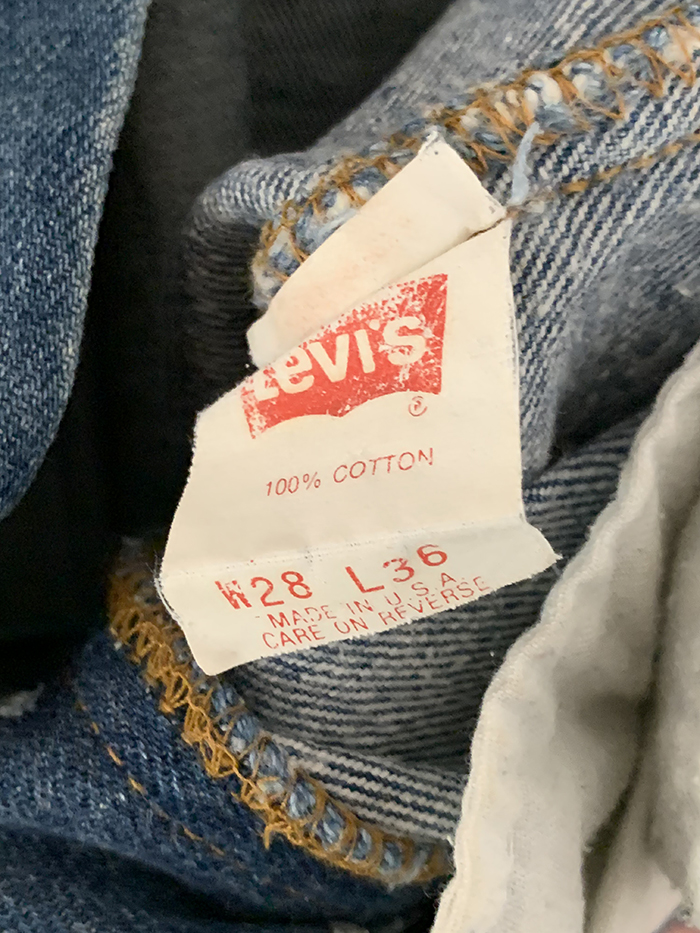 Levi's
®
100% COTTON
W28 L36
MADE IN U.S.A.
CARE ON REVERSE